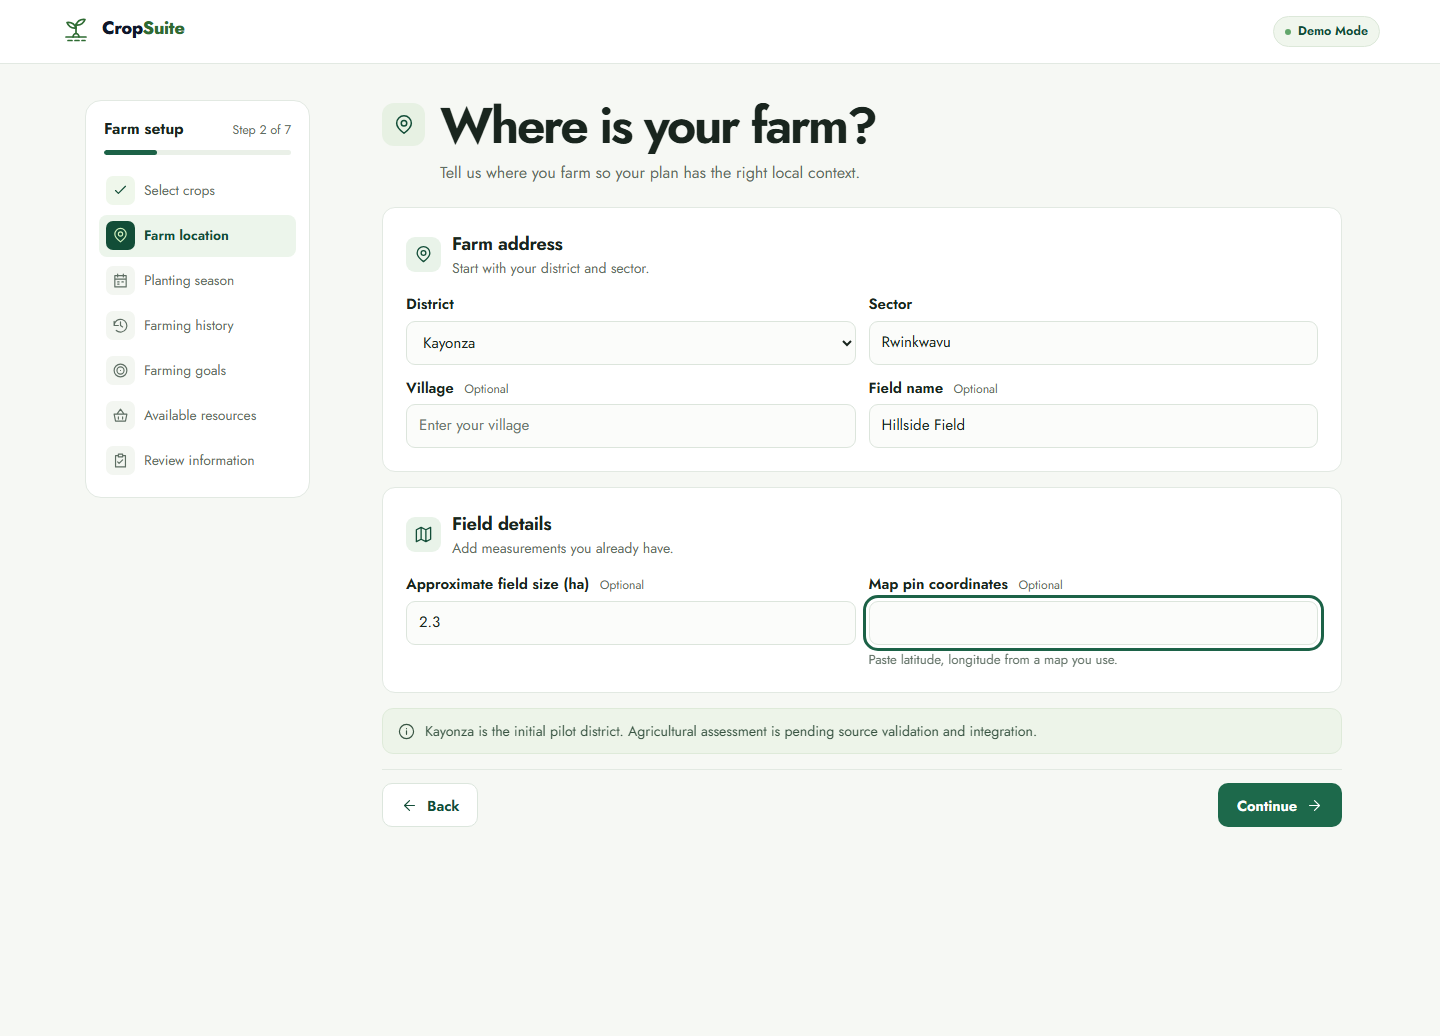 CropSuite
Demo Mode
Farm setup
Step 2 of 7
Select crops
Farm location
Planting season
Farming history
Farming goals
Available resources
Review information
Where is your farm?
Tell us where you farm so your plan has the right local context.
Farm address
Start with your district and sector.
District
Kayonza
Sector
Rwinkwavu
Village Optional
Enter your village
Field name Optional
Hillside Field
Field details
Add measurements you already have.
Approximate field size (ha) Optional
2.3
Map pin coordinates Optional
Paste latitude, longitude from a map you use.
Kayonza is the initial pilot district. Agricultural assessment is pending source validation and integration.
Back
Continue